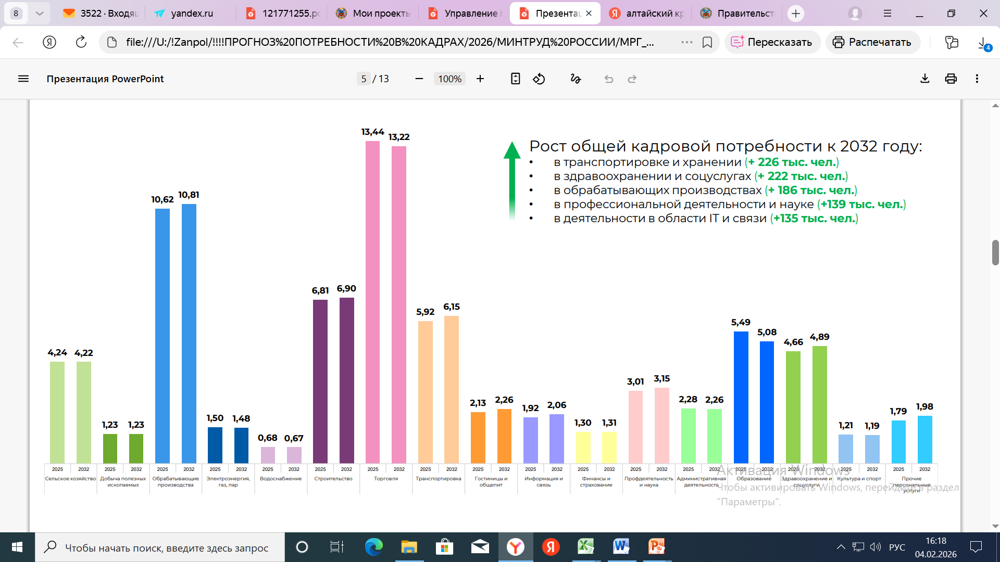 8
3522 · Входящ
yandex.ru
121771255.pd
Мои проекты
Управление п
Презентац
алтайский кр
Правительст
file:///U:/!Zanpol/!!!!ПРОГНОЗ%20ПОТРЕБНОСТИ%20В%20КАДРАХ/2026/МИНТРУД%20РОССИИ/МРГ_...
Пересказать
Распечатать
4
Презентация PowerPoint
5 / 13
100%
Рост общей кадровой потребности к 2032 году:
• в транспортировке и хранении (+ 226 тыс. чел.)
• в здравоохранении и соцуслугах (+ 222 тыс. чел.)
• в обрабатывающих производствах (+ 186 тыс. чел.)
• в профессиональной деятельности и науке (+139 тыс. чел.)
• в деятельности в области IT и связи (+135 тыс. чел.)
4,24 4,22
1,23 1,23
10,62 10,81
1,50 1,48
0,68 0,67
6,81 6,90
13,44 13,22
5,92 6,15
2,13 2,26
1,92 2,06
1,30 1,31
3,01 3,15
2,28 2,26
5,49 5,08
4,66 4,89
1,21 1,19
1,79 1,98
2025 2032 2025 2032 2025 2032 2025 2032 2025 2032 2025 2032 2025 2032 2025 2032 2025 2032 2025 2032 2025 2032 2025 2032 2025 2032 2025 2032 2025 2032 2025 2032 2025 2032
Сельское хозяйство
Добыча полезных
ископаемых
Обрабатывающие
производства
Электроэнергия,
газ, пар
Водоснабжение
Строительство
Торговля
Транспортировка
Гостиницы и
общепит
Информация и
связь
Финансы и
страхование
Профдеятельность
и наука
Административная
деятельность
Образование
Здравоохранение и
соцуслуги
Культура и спорт
Прочие
персональные
услуги
Активация Windows
Чтобы активировать Windows, перейдите в раздел
"Параметры".
Чтобы начать поиск, введите здесь запрос
РУС
16:18
04.02.2026